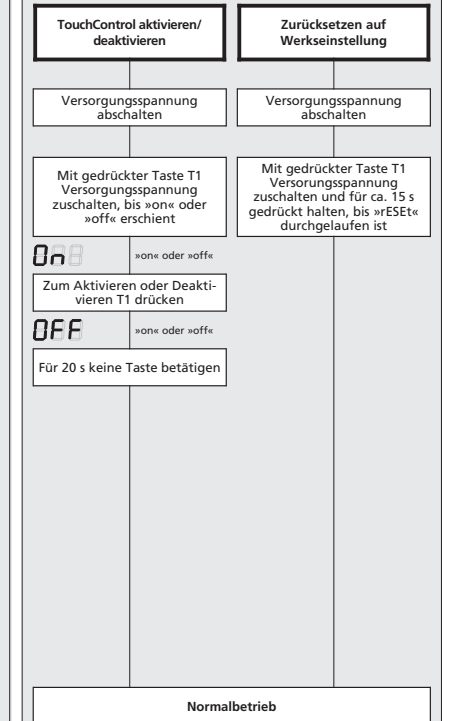 TouchControl aktivieren/
deaktivieren
Versorgungsspannung
abschalten
Mit gedrückter Taste T1
Versorgungsspannung
zuschalten, bis »on« oder
»off« erschient
On
»on« oder »off«
Zum Aktivieren oder Deakti-
vieren T1 drücken
OFF
»on« oder »off«
Für 20 s keine Taste betätigen
Zurücksetzen auf
Werkseinstellung
Versorgungsspannung
abschalten
Mit gedrückter Taste T1
Versorunsspannung
zuschalten und für ca. 15 s
gedrückt halten, bis »rESEt«
durchgelaufen ist
Normalbetrieb